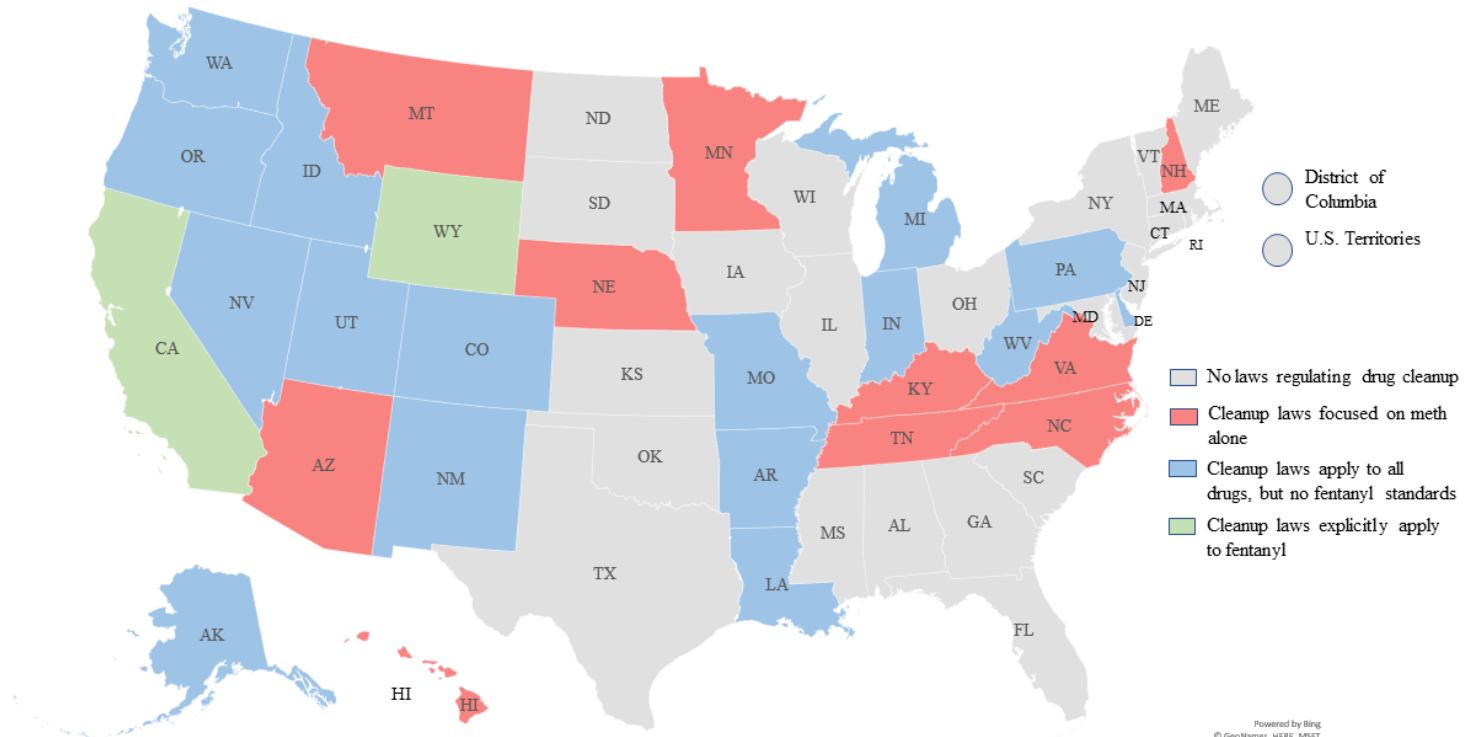 WA
MT
ND
ME
OR
ID
MN
VT
NH
WI
SD
NY
MA
MI
WY
CT
RI
IA
PA
NE
NV
OH
NJ
IL
IN
UT
MD
DE
CA
CO
WV
KS
MO
VA
KY
NC
TN
AZ
OK
NM
AR
SC
MS
AL
GA
TX
LA
FL
AK
HI
HI
District of
Columbia
U.S. Territories
No laws regulating drug cleanup
Cleanup laws focused on meth
alone
Cleanup laws apply to all
drugs, but no fentanyl standards
Cleanup laws explicitly apply
to fentanyl
Powered by Bing
© GeoNames, HERE, MSFT